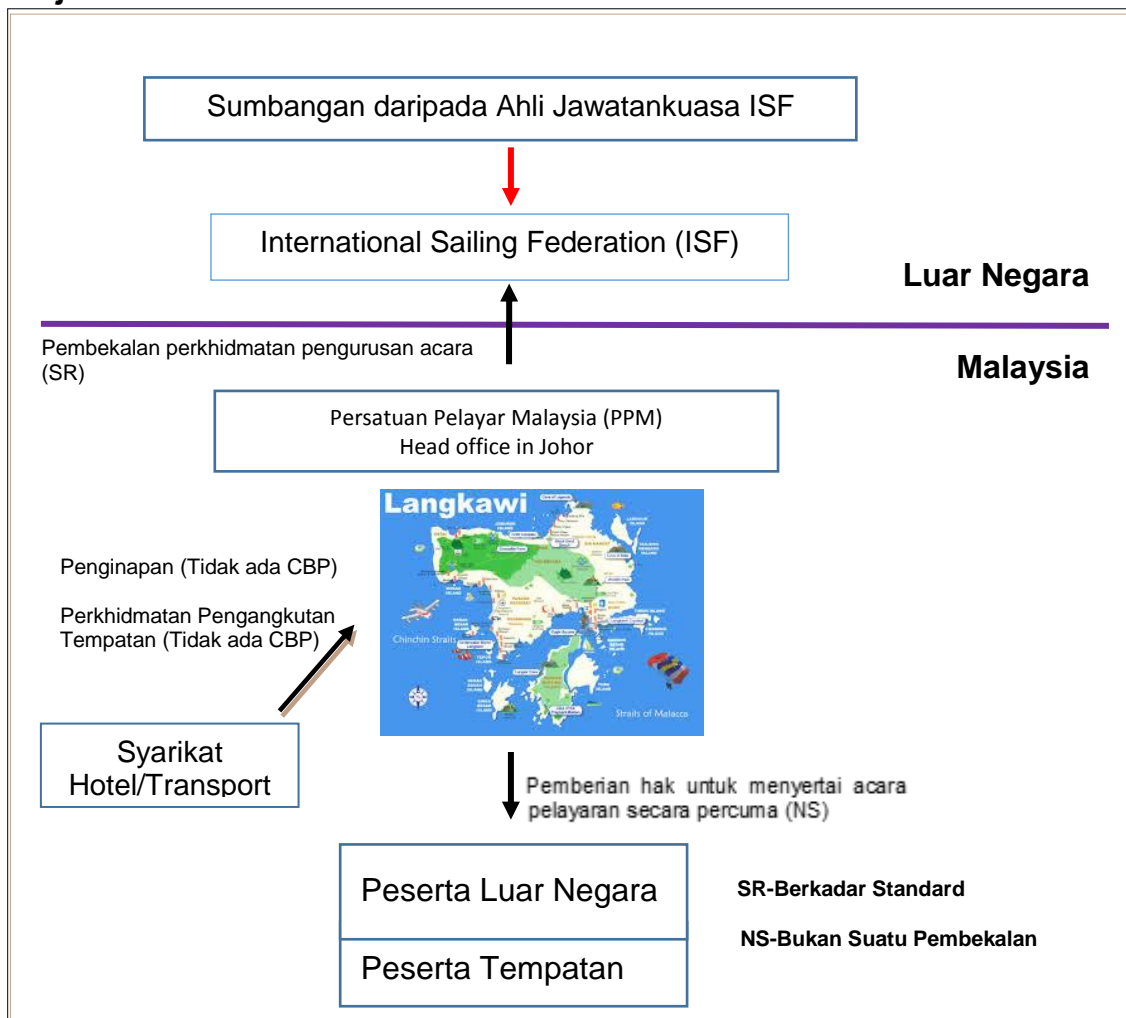 Sumbangan daripada Ahli Jawatankuasa ISF
International Sailing Federation (ISF)
Luar Negara
Pembekalan perkhidmatan pengurusan acara
(SR)
Malaysia
Persatuan Pelayar Malaysia (PPM)
Head office in Johor
Langkawi
Penginapan (Tidak ada CBP)
Perkhidmatan Pengangkutan
Tempatan (Tidak ada CBP)
Chinchin Straits
Straits of Malacca
Syarikat
Hotel/Transport
Pemberian hak untuk menyertai acara
pelayaran secara percuma (NS)
Peserta Luar Negara
SR-Berkadar Standard
NS-Bukan Suatu Pembekalan
Peserta Tempatan